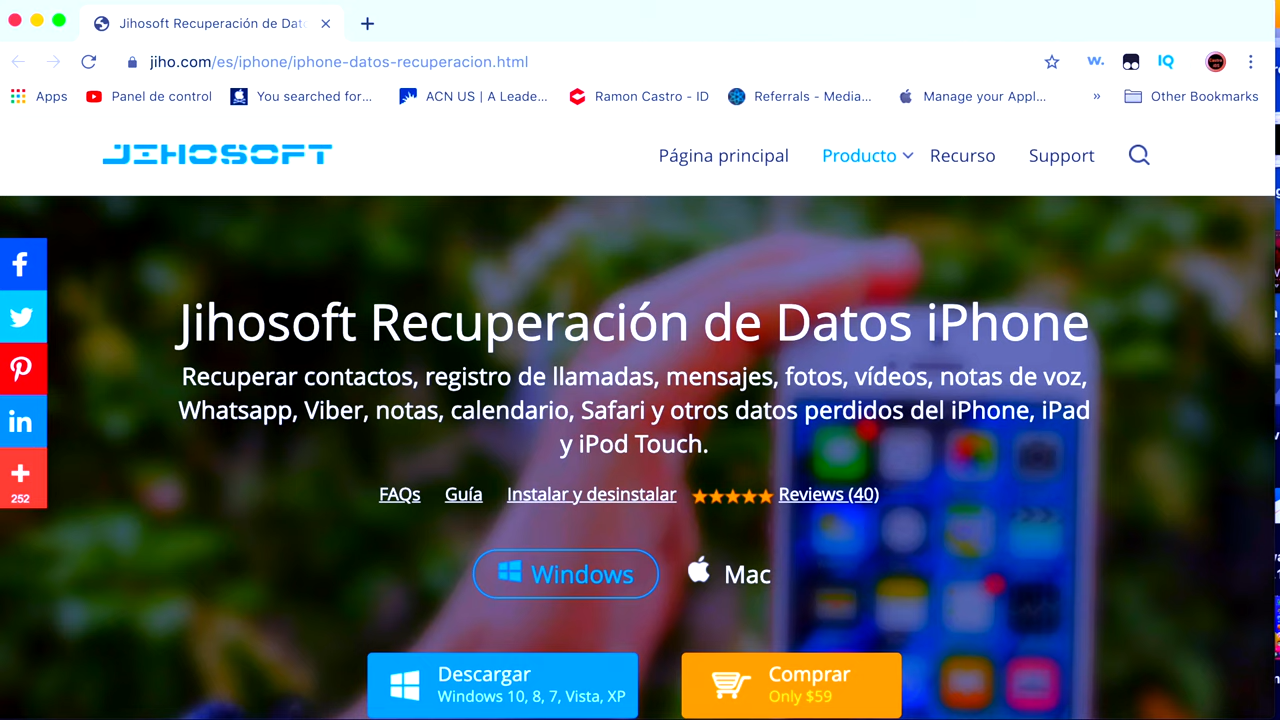 Jihosoft Recuperación de Dat
jiho.com/es/iphone/iphone-datos-recuperacion.html
w.
IQ
Apps
Panel de control
You searched for...
ACN US | A Leade...
Ramon Castro - ID
Referrals - Media...
Manage your Appl...
»
Other Bookmarks
JIHOSOFT
Página principal
Producto
Recurso
Support
Jihosoft Recuperación de Datos iPhone
Recuperar contactos, registro de llamadas, mensajes, fotos, vídeos, notas de voz,
Whatsapp, Viber, notas, calendario, Safari y otros datos perdidos del iPhone, iPad
y iPod Touch.
252
FAQs
Guía
Instalar y desinstalar
Reviews (40)
Windows
Mac
Descargar
Windows 10, 8, 7, Vista, XP
Comprar
Only $59